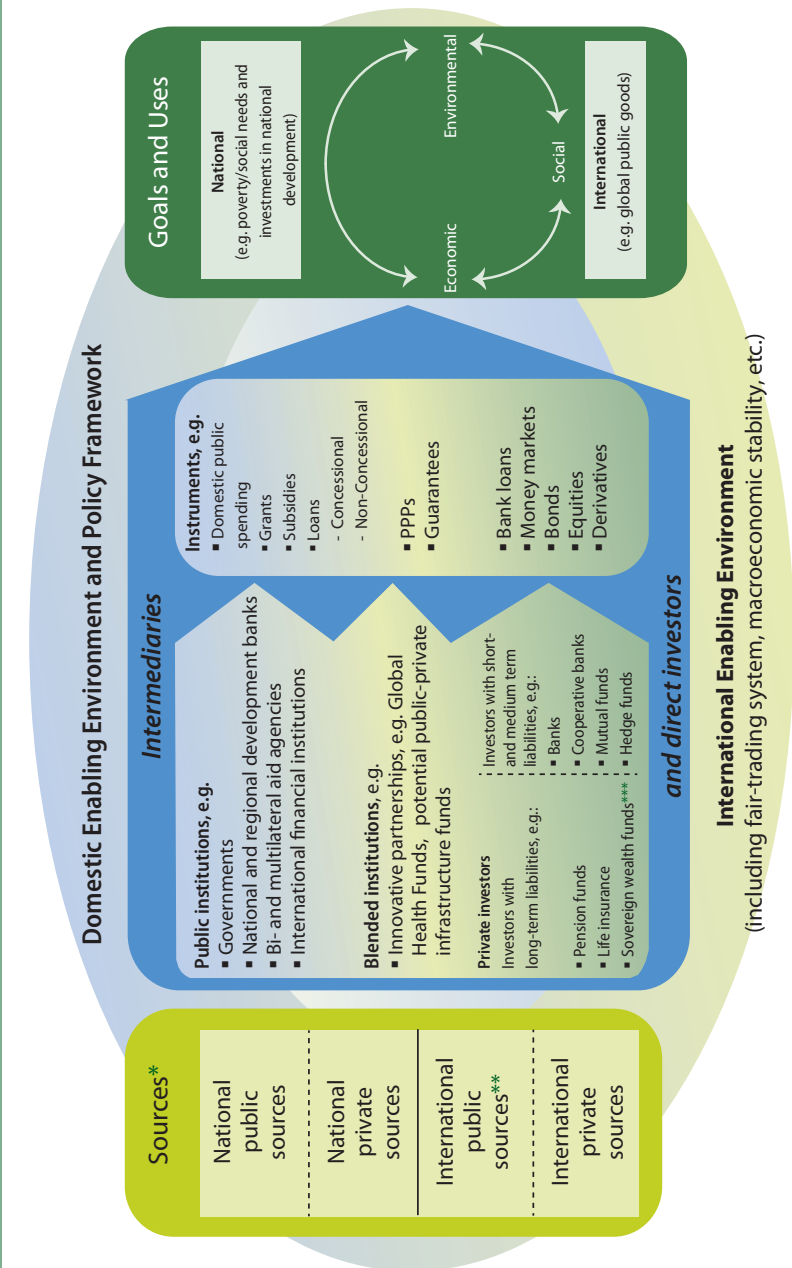 Domestic Enabling Environment and Policy Framework
Sources*
National
public
sources
National
private
sources
International
public
sources**
International
private
sources
Intermediaries
Public institutions, e.g.
▪ Governments
▪ National and regional development banks
▪ Bi- and multilateral aid agencies
▪ International financial institutions
Blended institutions, e.g.
▪ Innovative partnerships, e.g. Global
Health Funds, potential public-private
infrastructure funds
Private investors
Investors with
long-term liabilities, e.g.:
▪ Pension funds
▪ Life insurance
▪ Sovereign wealth funds***
Investors with short-
and medium term
liabilities, e.g.:
▪ Banks
▪ Cooperative banks
▪ Mutual funds
▪ Hedge funds
and direct investors
Instruments, e.g.
▪ Domestic public
spending
▪ Grants
▪ Subsidies
▪ Loans
- Concessional
- Non-Concessional
▪ PPPs
▪ Guarantees
▪ Bank loans
▪ Money markets
▪ Bonds
▪ Equities
▪ Derivatives
Goals and Uses
National
(e.g. poverty/social needs and
investments in national
development)
Economic
Environmental
Social
International
(e.g. global public goods)
International Enabling Environment
(including fair-trading system, macroeconomic stability, etc.)